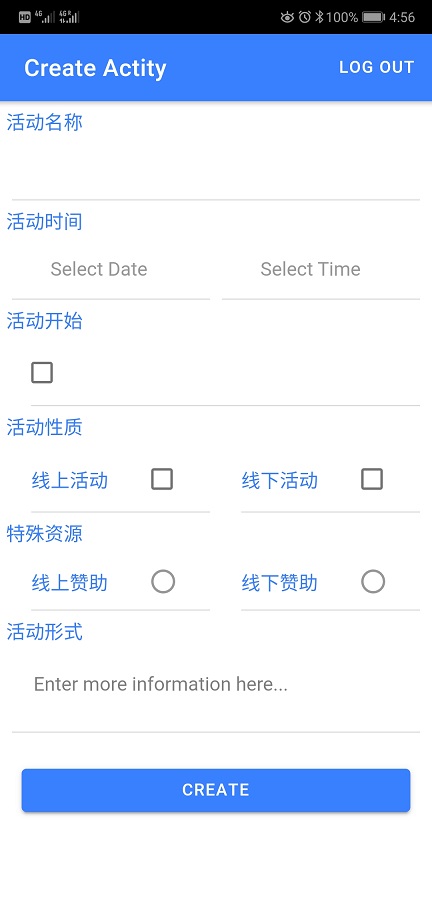 HD 4G 4G R 100% 4:56
Create Actity LOG OUT
活动名称
活动时间
Select Date Select Time
活动开始
活动性质
线上活动 线下活动
特殊资源
线上赞助 线下赞助
活动形式
Enter more information here...
CREATE